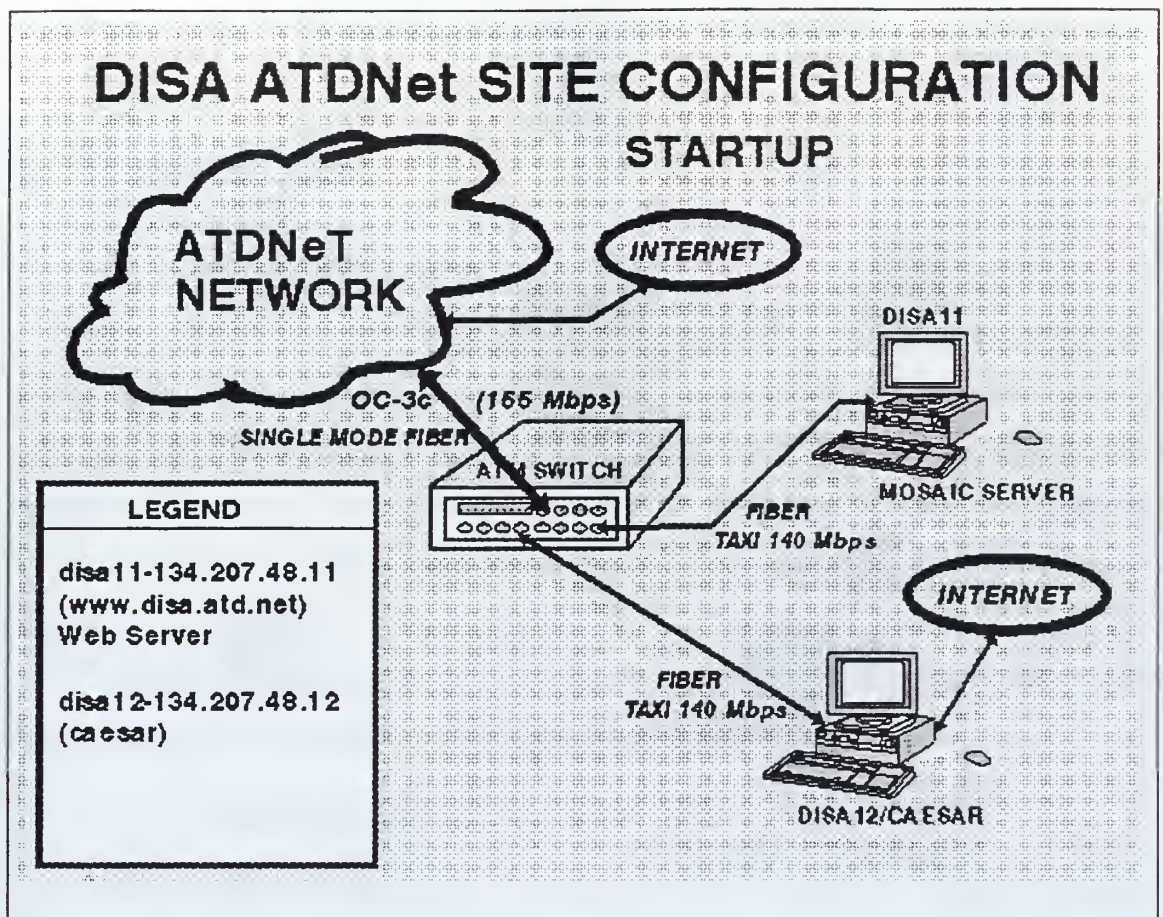 DISA ATDNet SITE CONFIGURATION
STARTUP
ATDNeT
NETWORK
INTERNET
DISA11
OC-3c (155 Mbps)
SINGLE MODE FIBER
ATM SWITCH
MOSAIC SERVER
FIBER
TAXI 140 Mbps
LEGEND
disa11-134.207.48.11
(www.disa.atd.net)
Web Server
disa12-134.207.48.12
(caesar)
INTERNET
FIBER
TAXI 140 Mbps
DISA12/CAESAR